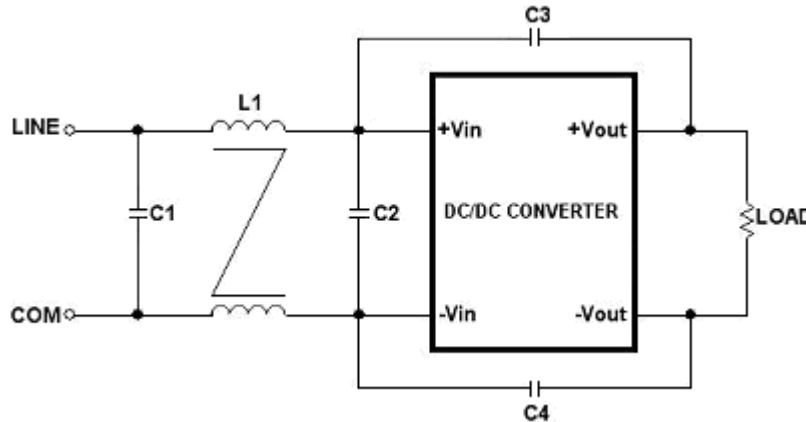 C3
L1
LINE
+Vin
+Vout
C1
C2
DC/DC CONVERTER
LOAD
COM
-Vin
-Vout
C4